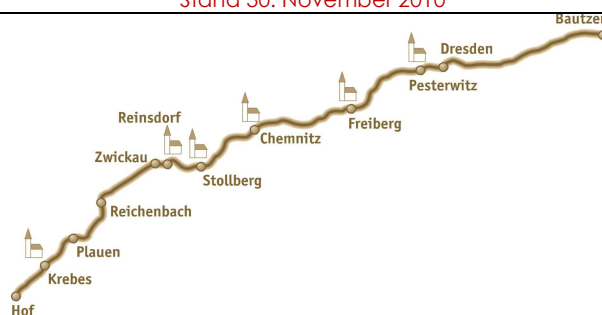 Stand 30. November 2010
Bautzen
Dresden
Pesterwitz
Reinsdorf
Chemnitz
Freiberg
Zwickau
Stollberg
Reichenbach
Plauen
Krebes
Hof